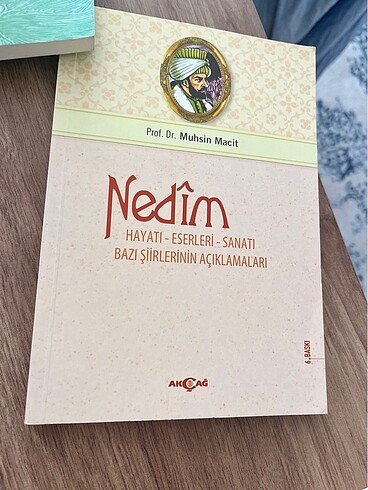 Prof. Dr. Muhsin Macit
Nedîm
HAYATI - ESERLERİ - SANATI
BAZI ŞİİRLERİNİN AÇIKLAMALARI
6. BASKI
AKÇAĞ